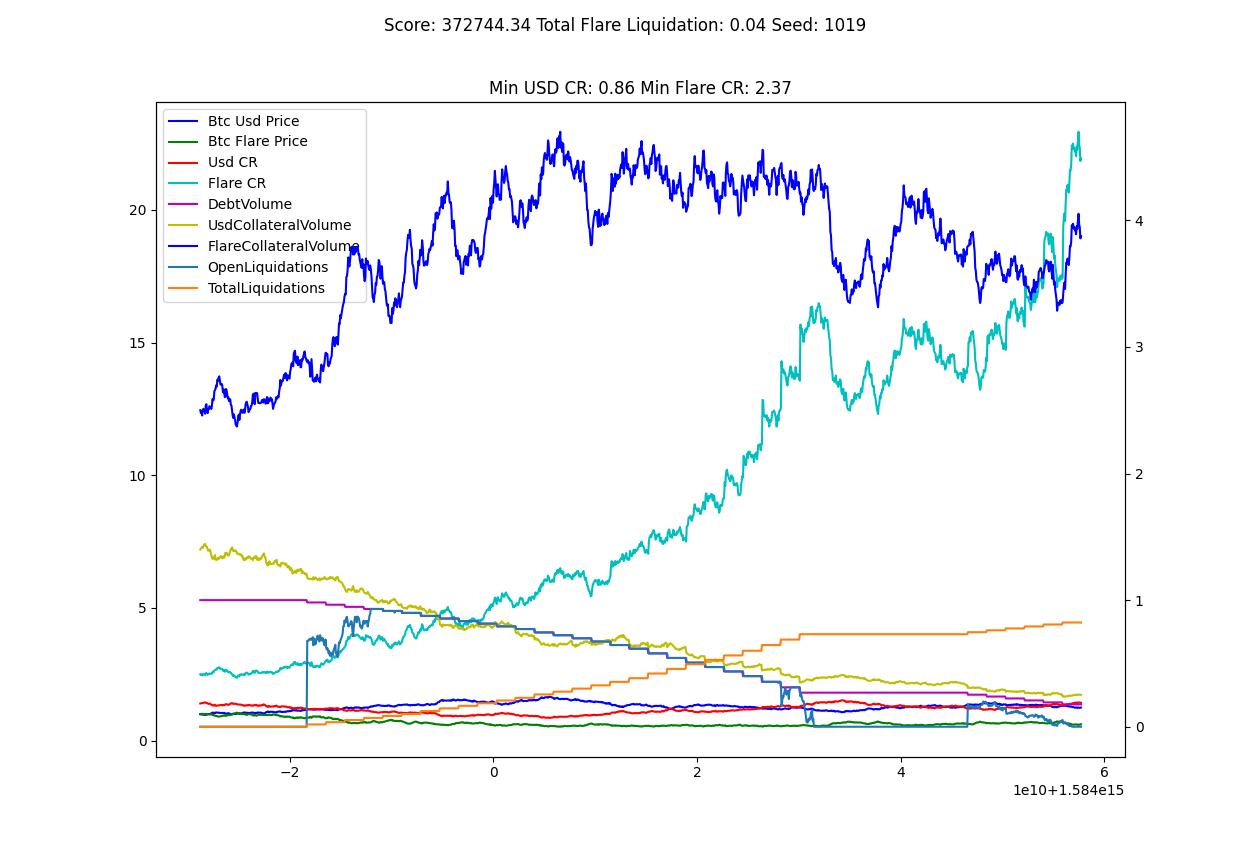 Score: 372744.34 Total Flare Liquidation: 0.04 Seed: 1019
Min USD CR: 0.86 Min Flare CR: 2.37
Btc Usd Price
Btc Flare Price
Usd CR
Flare CR
DebtVolume
UsdCollateralVolume
FlareCollateralVolume
OpenLiquidations
TotalLiquidations
20
15
10
5
0
4
3
2
1
0
−2
0
2
4
6
1e10+1.584e15